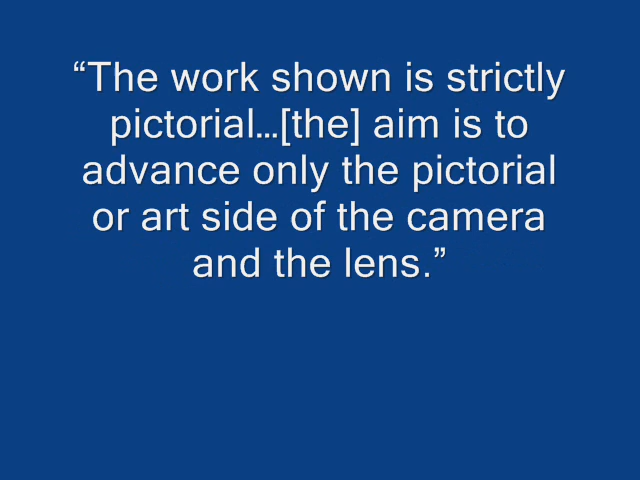 “The work shown is strictly
pictorial…[the] aim is to
advance only the pictorial
or art side of the camera
and the lens.”